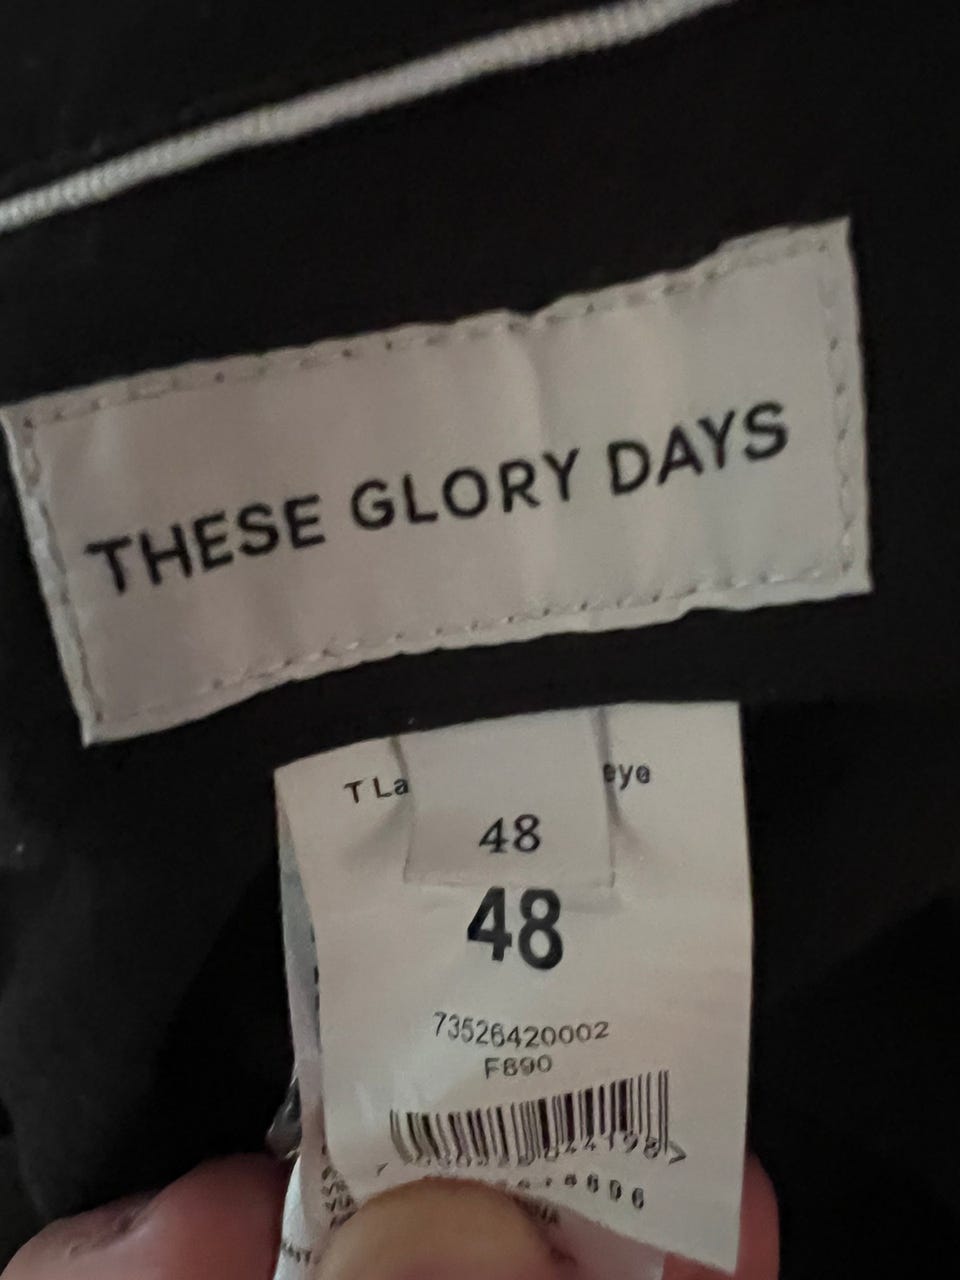 THESE GLORY DAYS
T La eye
48
48
73526420002
F890